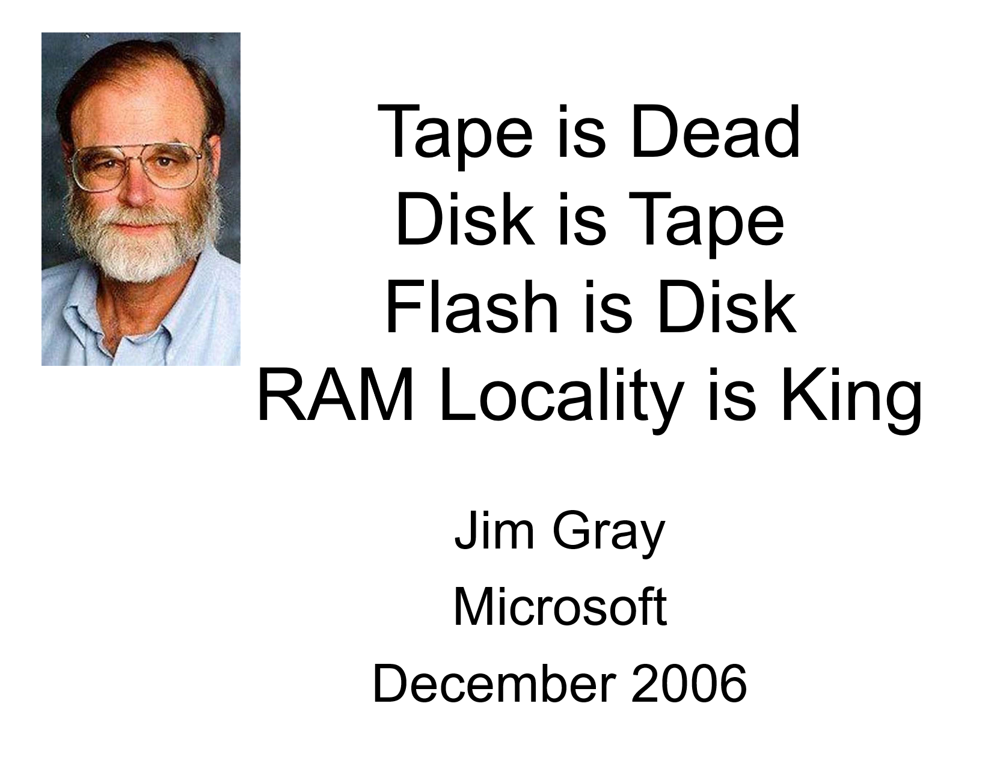 Tape is Dead
Disk is Tape
Flash is Disk
RAM Locality is King
Jim Gray
Microsoft
December 2006